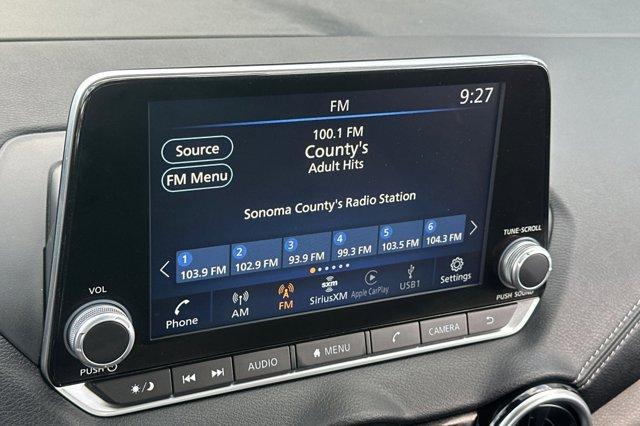 FM
9:27
100.1 FM
County's
Adult Hits
Source
FM Menu
Sonoma County's Radio Station
1 2 3 4 5 6
103.9 FM 102.9 FM 93.9 FM 99.3 FM 103.5 FM 104.3 FM
Phone AM FM SiriusXM Apple CarPlay USB1 Settings
sxm
VOL
PUSH
TUNE·SCROLL
PUSH SOUND
AUDIO MENU CAMERA